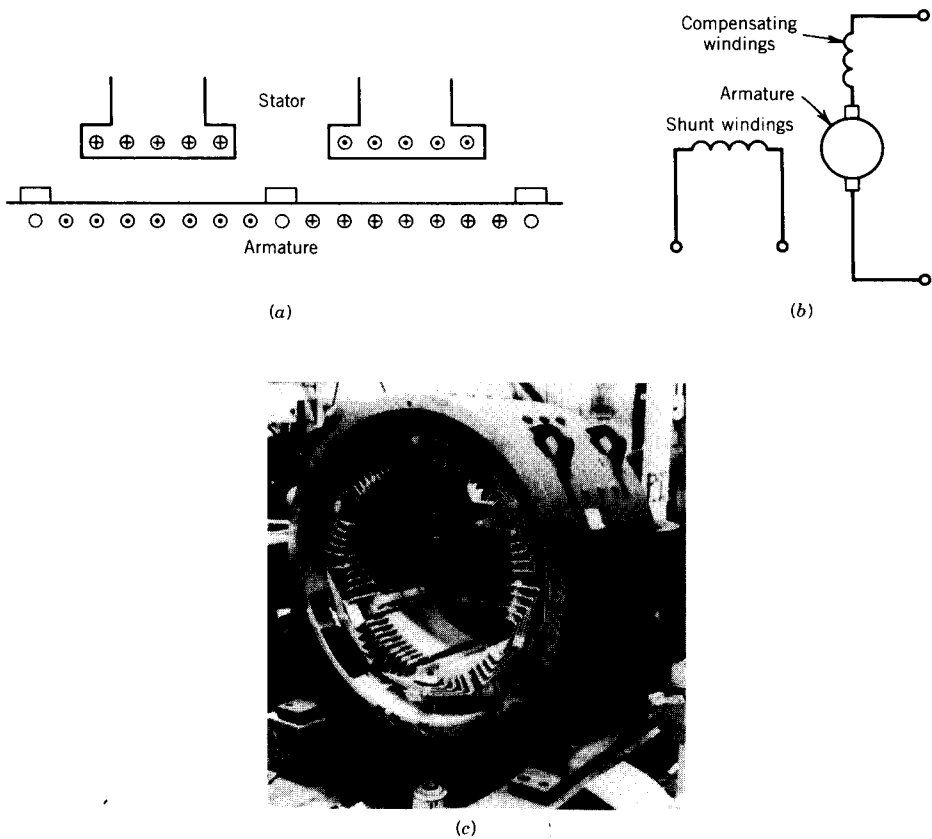 Stator
Armature
(a)
Compensating
windings
Armature
Shunt windings
(b)
(c)